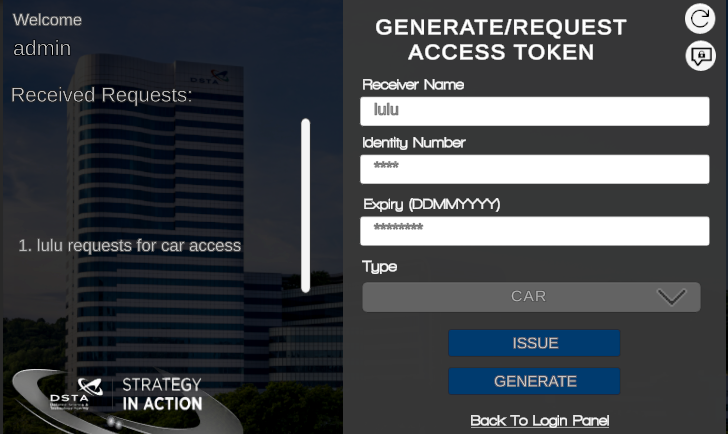 Welcome
admin
Received Requests:
DSTA
1. lulu requests for car access
DSTA
STRATEGY
IN ACTION
GENERATE/REQUEST
ACCESS TOKEN
Receiver Name
lulu
Identity Number
****
Expiry (DDMMYYYY)
********
Type
CAR
ISSUE
GENERATE
Back To Login Panel